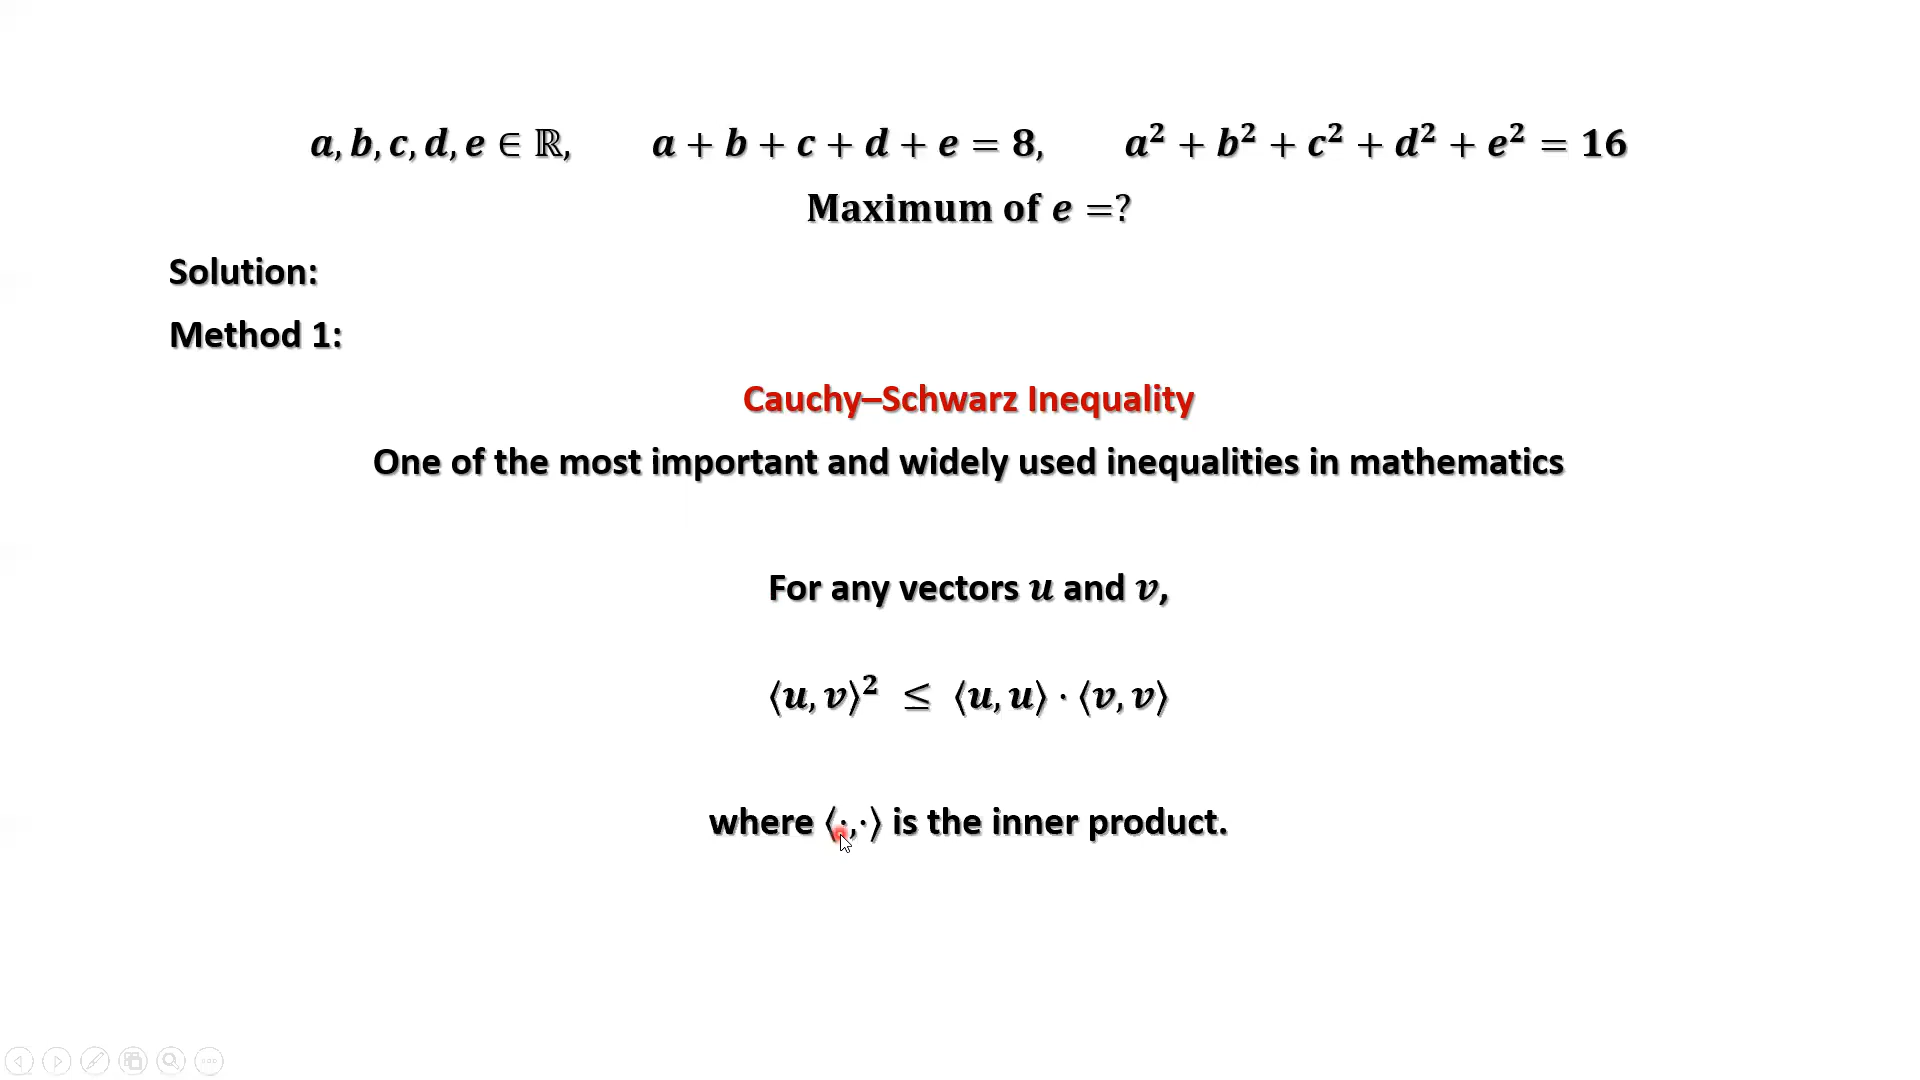 a, b, c, d, e ∈ ℝ, a + b + c + d + e = 8, a² + b² + c² + d² + e² = 16
Maximum of e =?
Solution:
Method 1:
Cauchy–Schwarz Inequality
One of the most important and widely used inequalities in mathematics
For any vectors u and v,
⟨u, v⟩² ≤ ⟨u, u⟩ · ⟨v, v⟩
where ⟨·,·⟩ is the inner product.